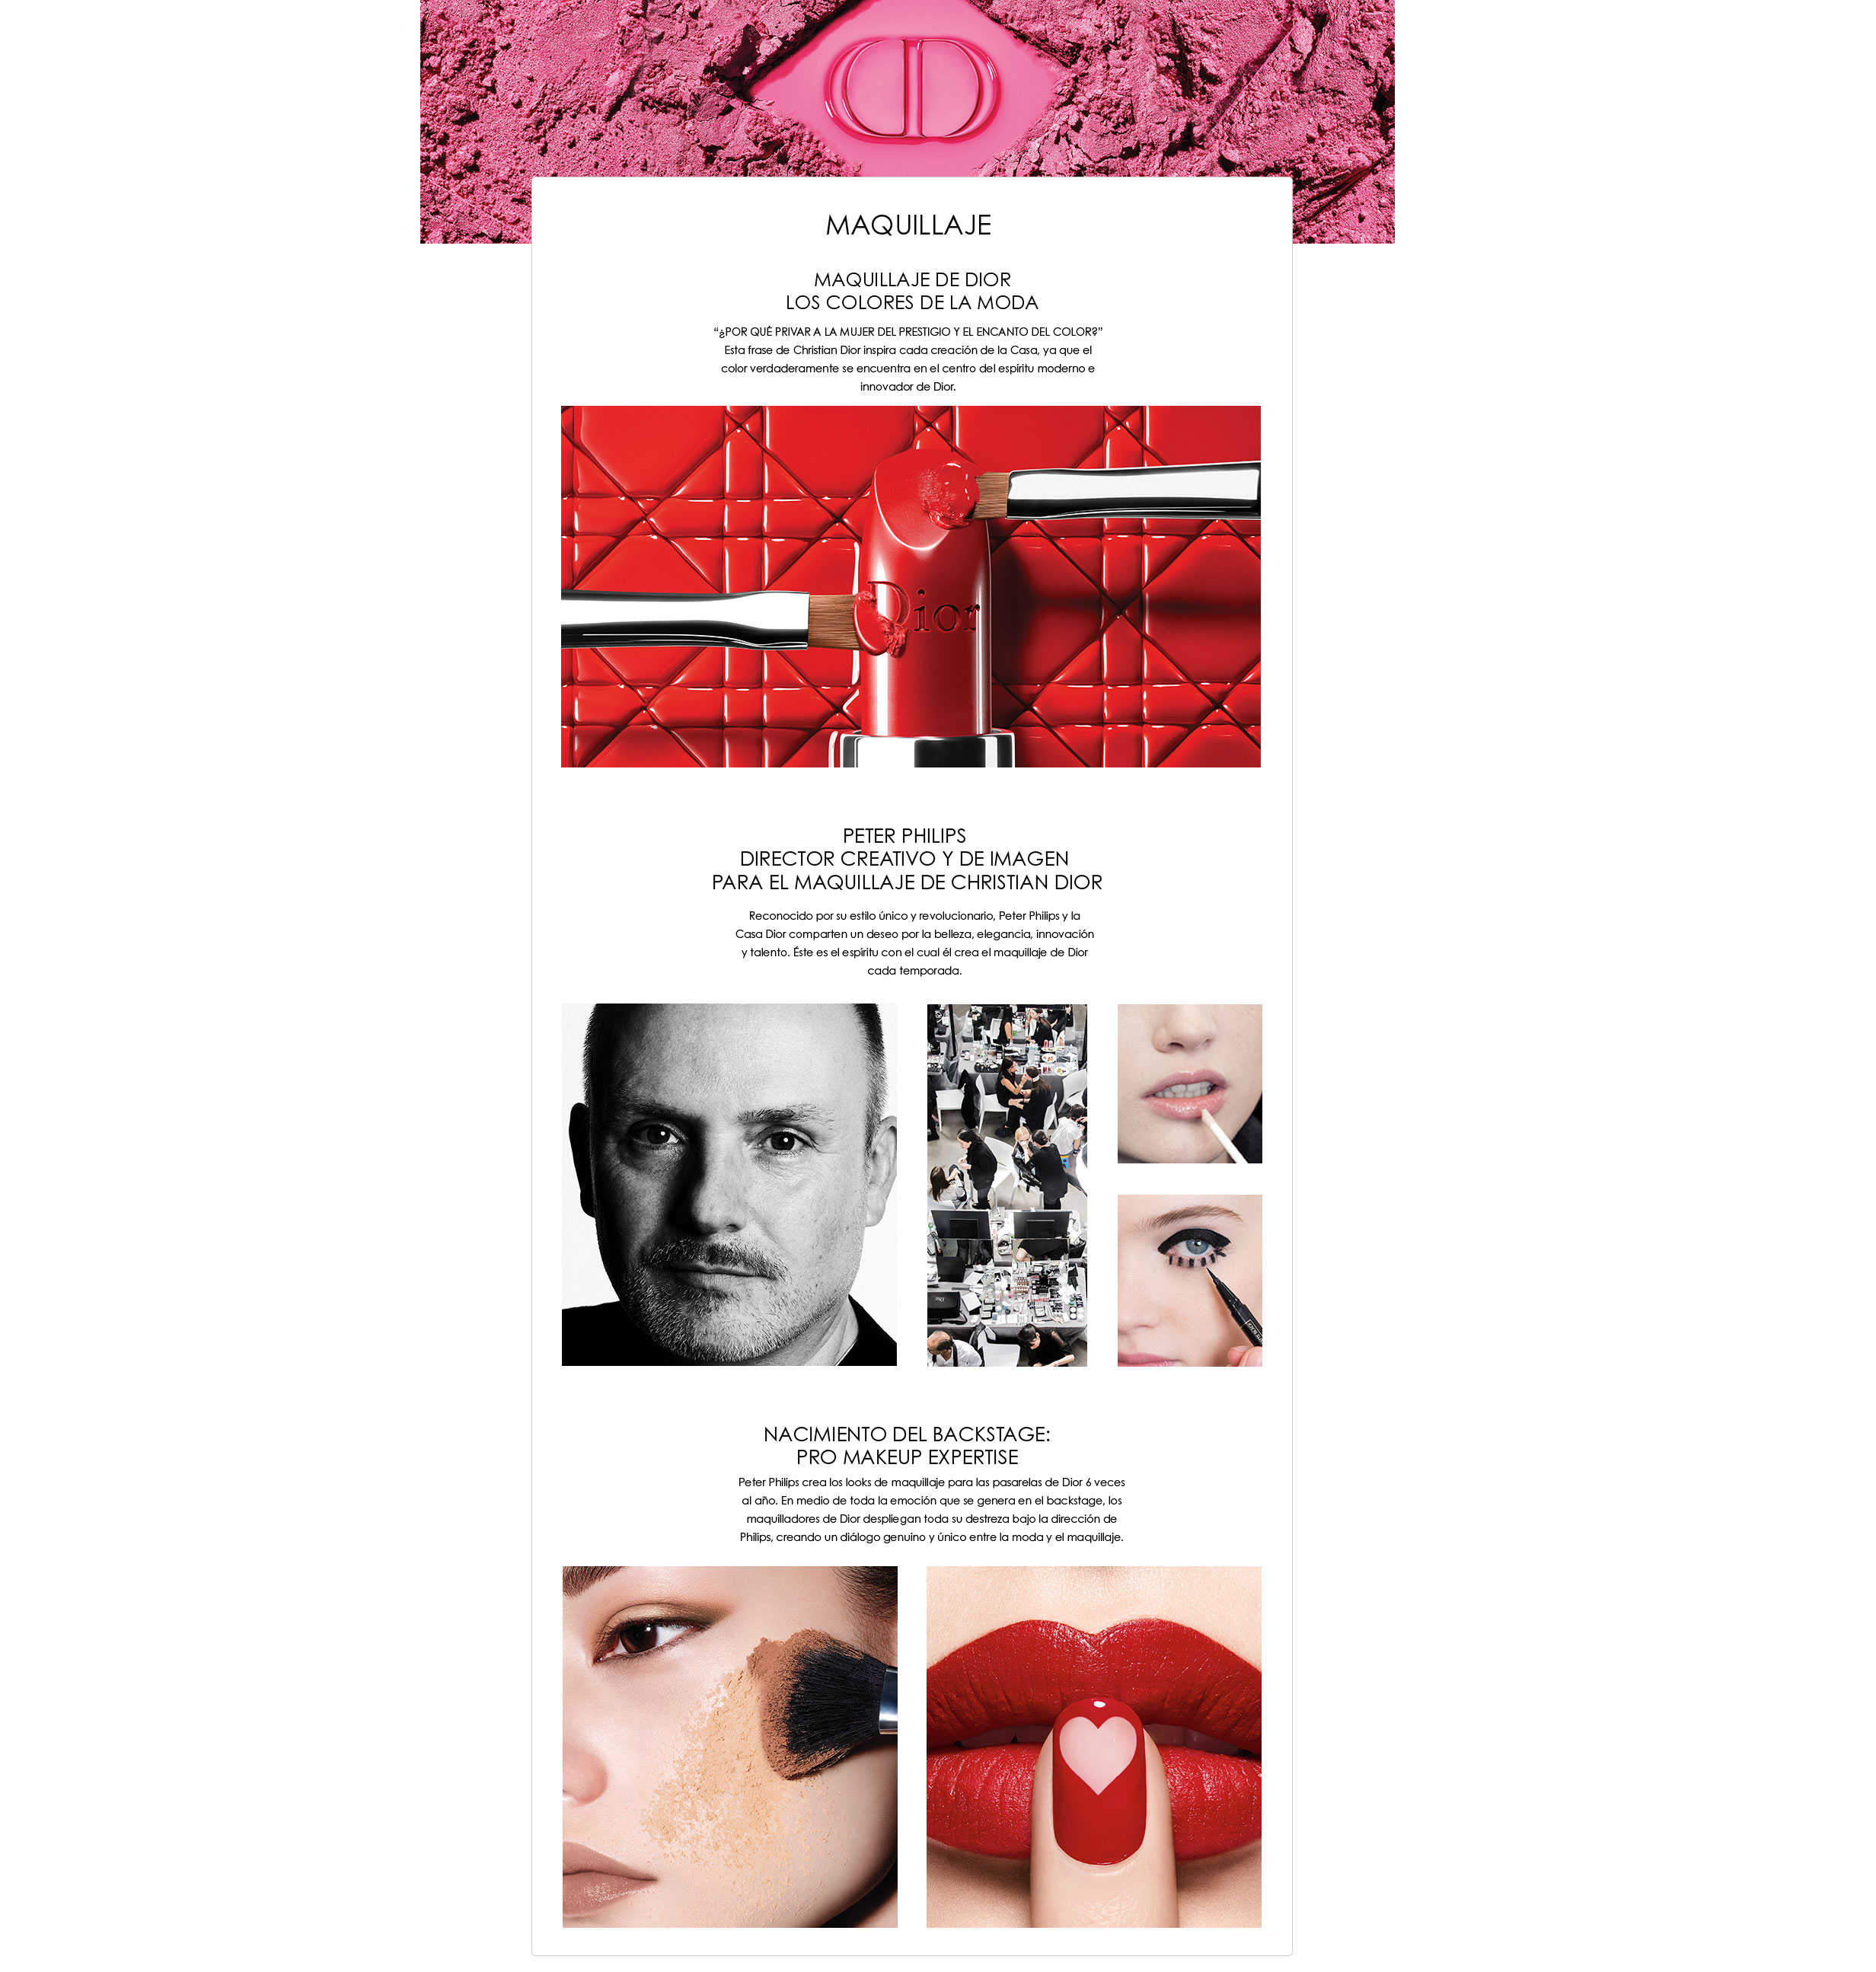 MAQUILLAJE
MAQUILLAJE DE DIOR
LOS COLORES DE LA MODA
“¿POR QUÉ PRIVAR A LA MUJER DEL PRESTIGIO Y EL ENCANTO DEL COLOR?”
Esta frase de Christian Dior inspira cada creación de la Casa, ya que el
color verdaderamente se encuentra en el centro del espíritu moderno e
innovador de Dior.
Dior
PETER PHILIPS
DIRECTOR CREATIVO Y DE IMAGEN
PARA EL MAQUILLAJE DE CHRISTIAN DIOR
Reconocido por su estilo único y revolucionario, Peter Philips y la
Casa Dior comparten un deseo por la belleza, elegancia, innovación
y talento. Éste es el espíritu con el cual él crea el maquillaje de Dior
cada temporada.
NACIMIENTO DEL BACKSTAGE:
PRO MAKEUP EXPERTISE
Peter Philips crea los looks de maquillaje para las pasarelas de Dior 6 veces
al año. En medio de toda la emoción que se genera en el backstage, los
maquilladores de Dior despliegan toda su destreza bajo la dirección de
Philips, creando un diálogo genuino y único entre la moda y el maquillaje.